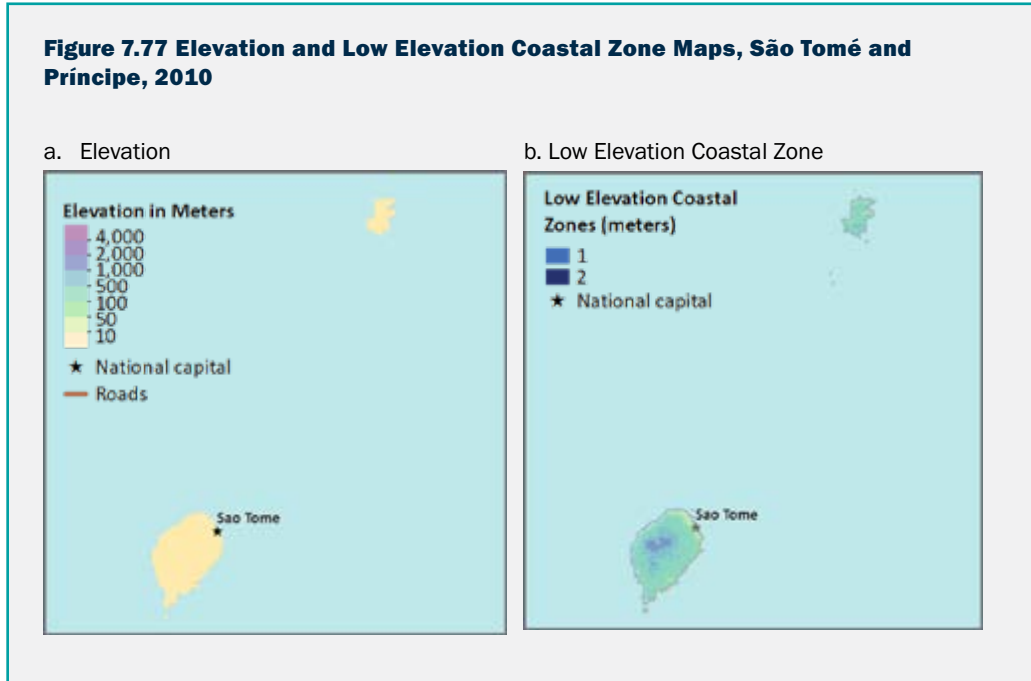 Figure 7.77 Elevation and Low Elevation Coastal Zone Maps, São Tomé and
Príncipe, 2010
a. Elevation
Elevation in Meters
4,000
2,000
1,000
500
100
50
10
National capital
Roads
Sao Tome
b. Low Elevation Coastal Zone
Low Elevation Coastal
Zones (meters)
1
2
National capital
Sao Tome